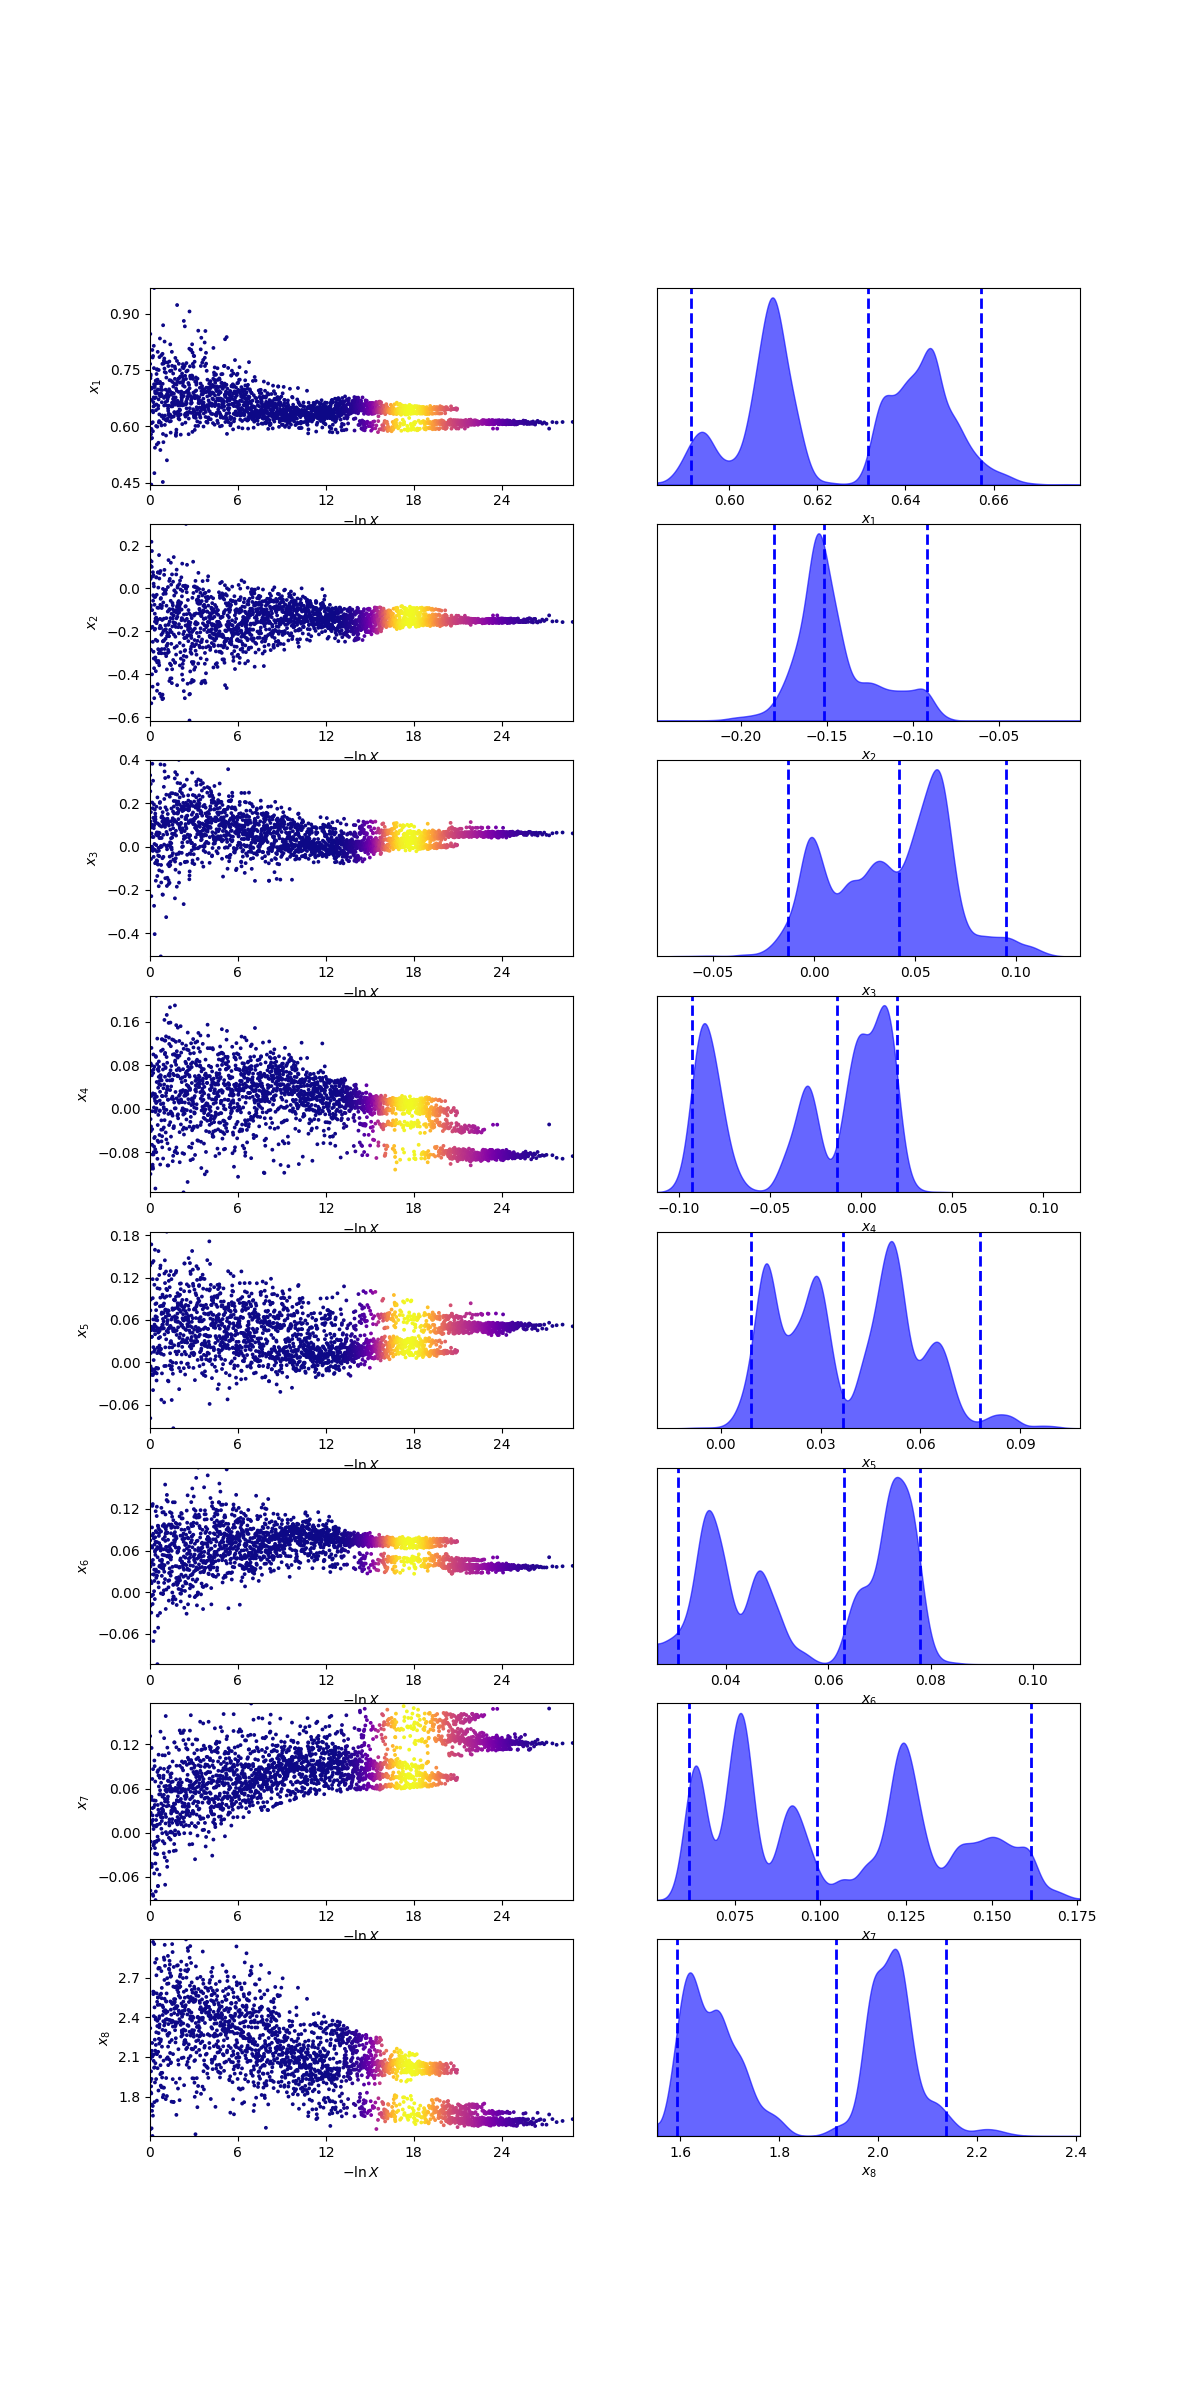 0.90
0.75
0.60
0.45
x₁
0 6 12 18 24
−ln X
0.60 0.62 0.64 0.66
x₁
0.2
0.0
−0.2
−0.4
−0.6
x₂
0 6 12 18 24
−ln X
−0.20 −0.15 −0.10 −0.05
x₂
0.4
0.2
0.0
−0.2
−0.4
x₃
0 6 12 18 24
−ln X
−0.05 0.00 0.05 0.10
x₃
0.16
0.08
0.00
−0.08
x₄
0 6 12 18 24
−ln X
−0.10 −0.05 0.00 0.05 0.10
x₄
0.18
0.12
0.06
0.00
−0.06
x₅
0 6 12 18 24
−ln X
0.00 0.03 0.06 0.09
x₅
0.12
0.06
0.00
−0.06
x₆
0 6 12 18 24
−ln X
0.04 0.06 0.08 0.10
x₆
0.12
0.06
0.00
−0.06
x₇
0 6 12 18 24
−ln X
0.075 0.100 0.125 0.150 0.175
x₇
2.7
2.4
2.1
1.8
x₈
0 6 12 18 24
−ln X
1.6 1.8 2.0 2.2 2.4
x₈